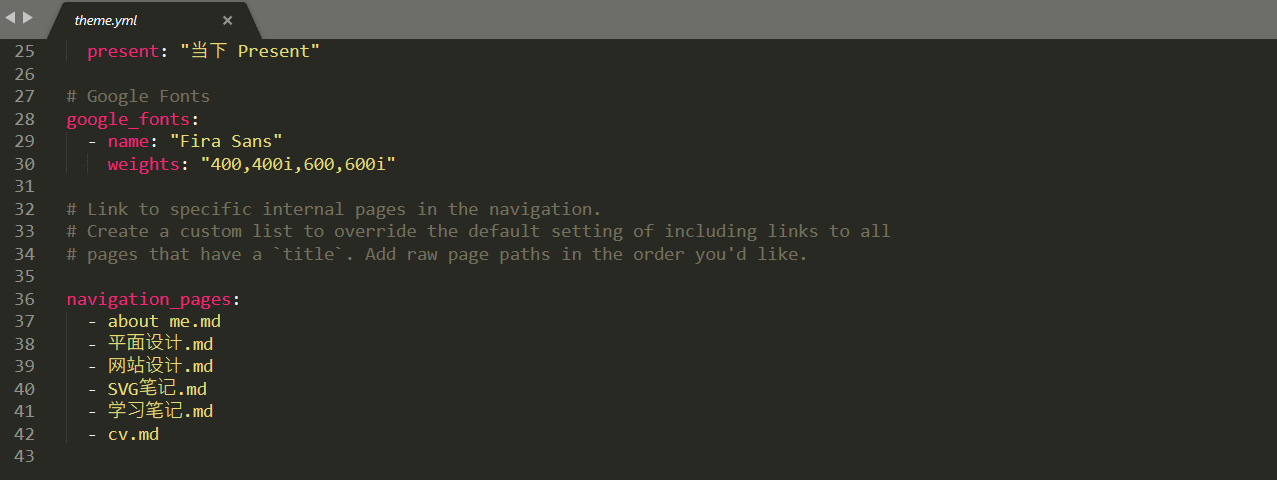 theme.yml ×
25 present: "当下 Present"
26
27 # Google Fonts
28 google_fonts:
29 - name: "Fira Sans"
30 weights: "400,400i,600,600i"
31
32 # Link to specific internal pages in the navigation.
33 # Create a custom list to override the default setting of including links to all
34 # pages that have a `title`. Add raw page paths in the order you'd like.
35
36 navigation_pages:
37 - about me.md
38 - 平面设计.md
39 - 网站设计.md
40 - SVG笔记.md
41 - 学习笔记.md
42 - cv.md
43